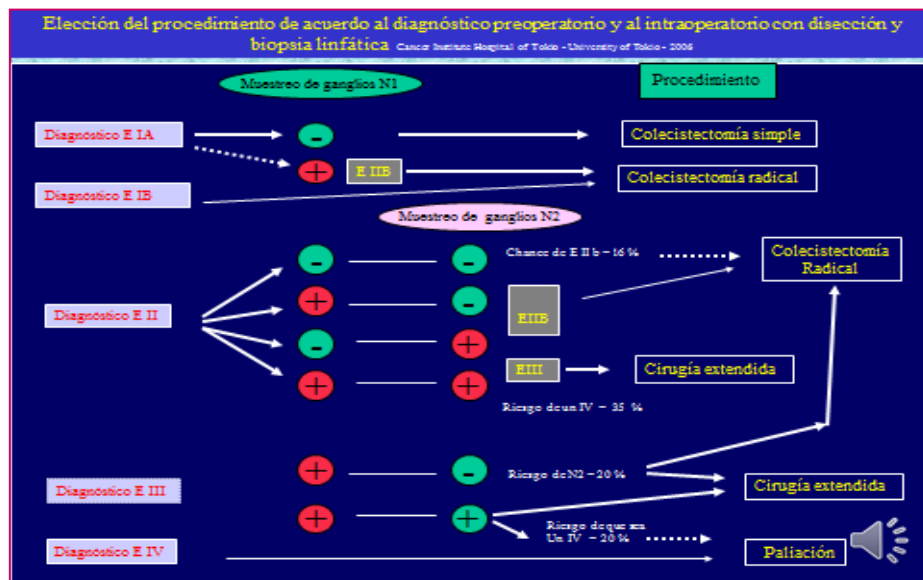 Elección del procedimiento de acuerdo al diagnóstico preoperatorio y al intraoperatorio con disección y
biopsia linfática Cancer Institute Hospital of Tokio - University of Tokio - 2006
Muestreo de ganglios N1
Procedimiento
Diagnóstico E IA
-
Colecistectomía simple
+
E IIB
Colecistectomía radical
Diagnóstico E IB
Muestreo de ganglios N2
-
-
Chance de E II b – 16 %
Colecistectomía
Radical
Diagnóstico E II
+
-
EIIB
-
+
+
+
EIII
Cirugía extendida
Riesgo de un IV – 35 %
Diagnóstico E III
+
-
Riesgo de N2 – 20 %
Cirugía extendida
+
+
Riesgo de que sea
Un IV – 20 %
Diagnóstico E IV
Paliación